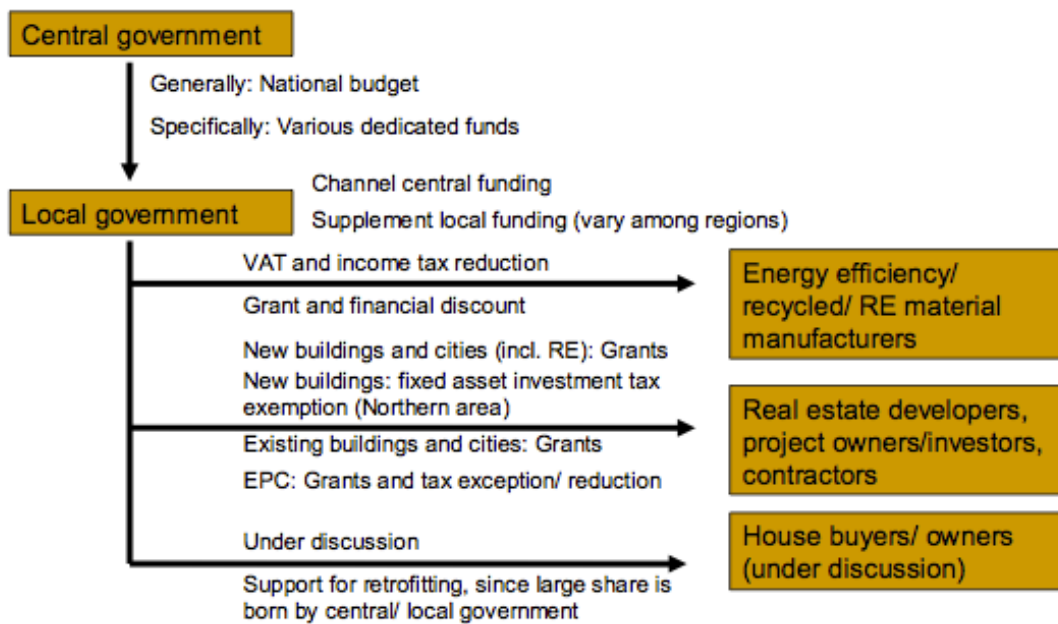 Central government
Generally: National budget
Specifically: Various dedicated funds
Local government
Channel central funding
Supplement local funding (vary among regions)
VAT and income tax reduction
Grant and financial discount
Energy efficiency/
recycled/ RE material
manufacturers
New buildings and cities (incl. RE): Grants
New buildings: fixed asset investment tax
exemption (Northern area)
Existing buildings and cities: Grants
EPC: Grants and tax exception/ reduction
Real estate developers,
project owners/investors,
contractors
Under discussion
Support for retrofitting, since large share is
born by central/ local government
House buyers/ owners
(under discussion)